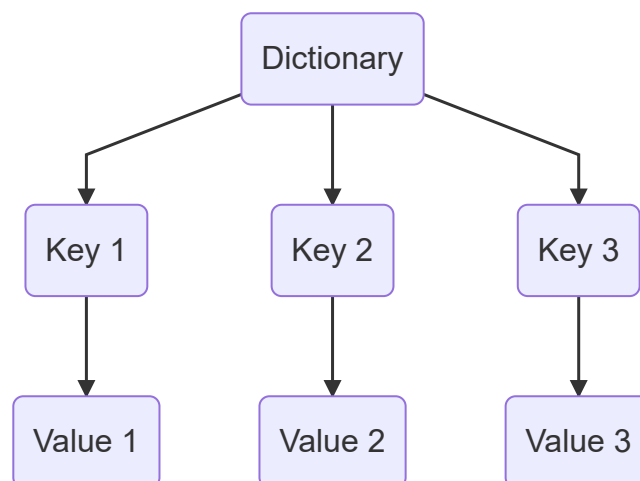 Dictionary
Key 1
Key 2
Key 3
Value 1
Value 2
Value 3